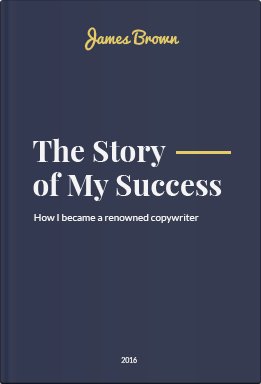 James Brown
The Story
of My Success
How I became a renowned copywriter
2016